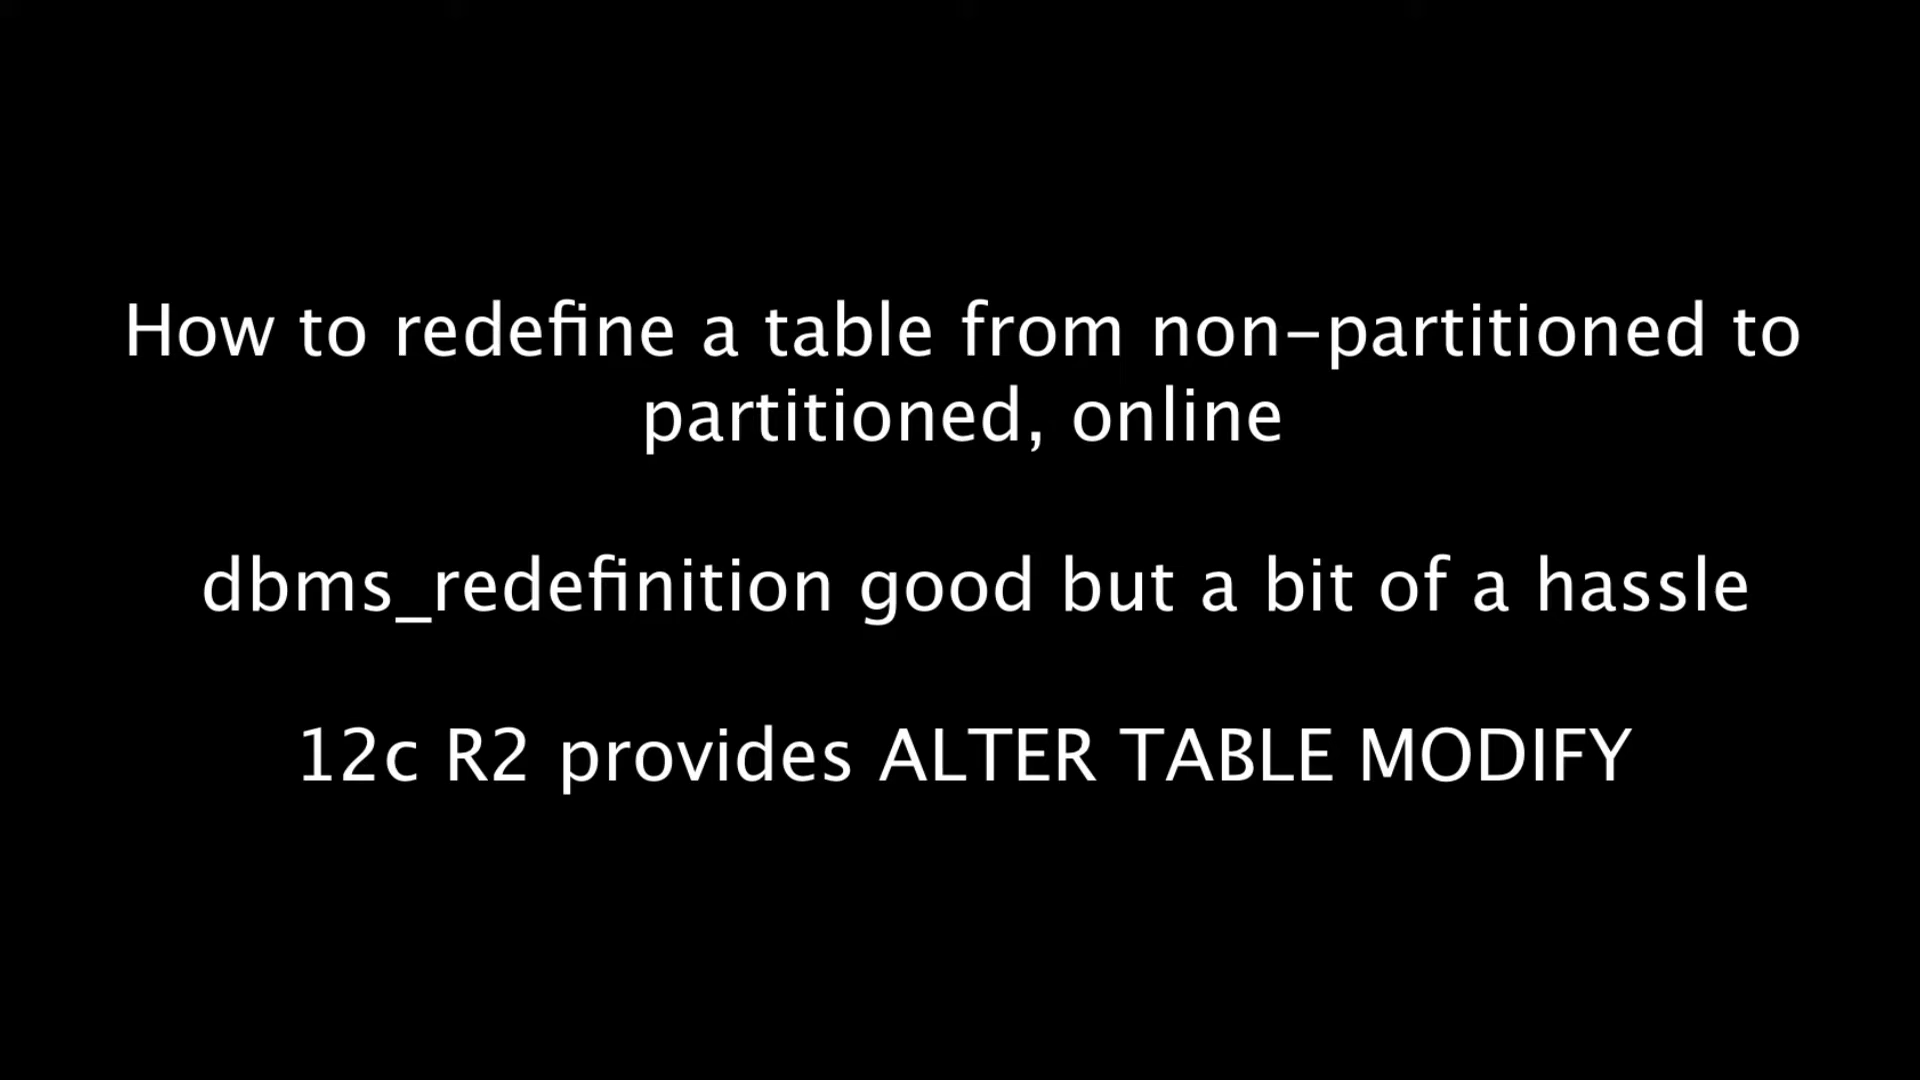 How to redefine a table from non-partitioned to
partitioned, online
dbms_redefinition good but a bit of a hassle
12c R2 provides ALTER TABLE MODIFY